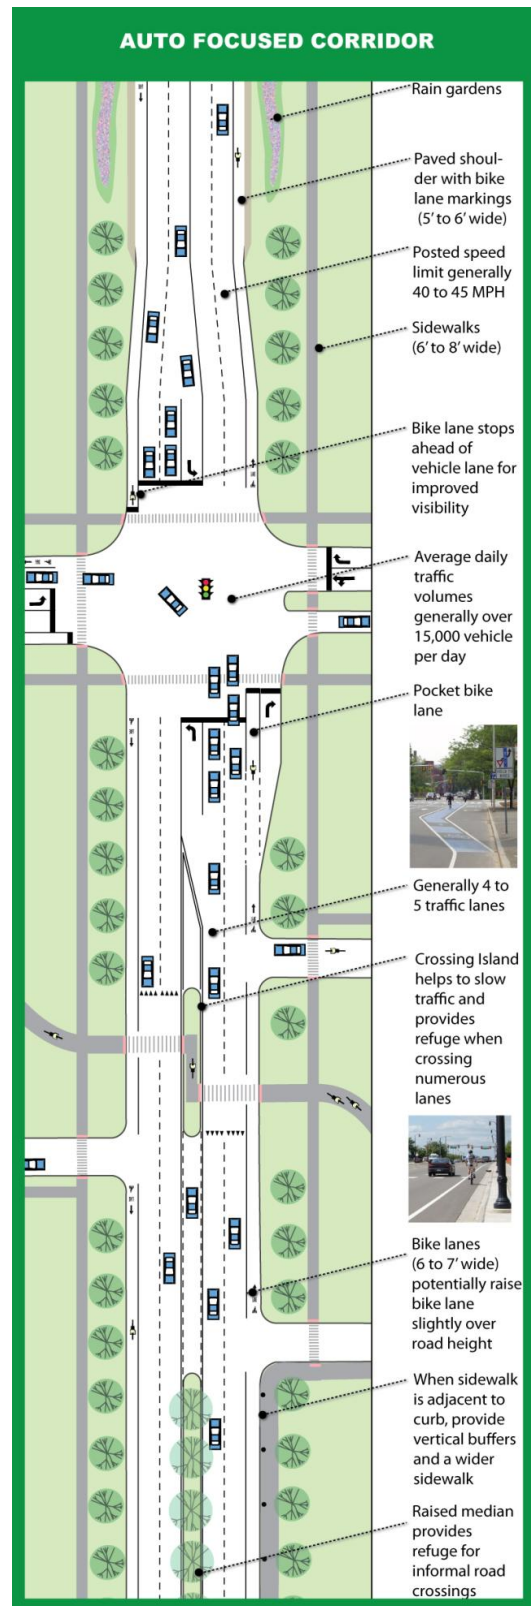 AUTO FOCUSED CORRIDOR
Rain gardens
Paved shoul-
der with bike
lane markings
(5' to 6' wide)
Posted speed
limit generally
40 to 45 MPH
Sidewalks
(6' to 8' wide)
Bike lane stops
ahead of
vehicle lane for
improved
visibility
Average daily
traffic
volumes
generally over
15,000 vehicle
per day
Pocket bike
lane
Generally 4 to
5 traffic lanes
Crossing Island
helps to slow
traffic and
provides
refuge when
crossing
numerous
lanes
Bike lanes
(6 to 7' wide)
potentially raise
bike lane
slightly over
road height
When sidewalk
is adjacent to
curb, provide
vertical buffers
and a wider
sidewalk
Raised median
provides
refuge for
informal road
crossings